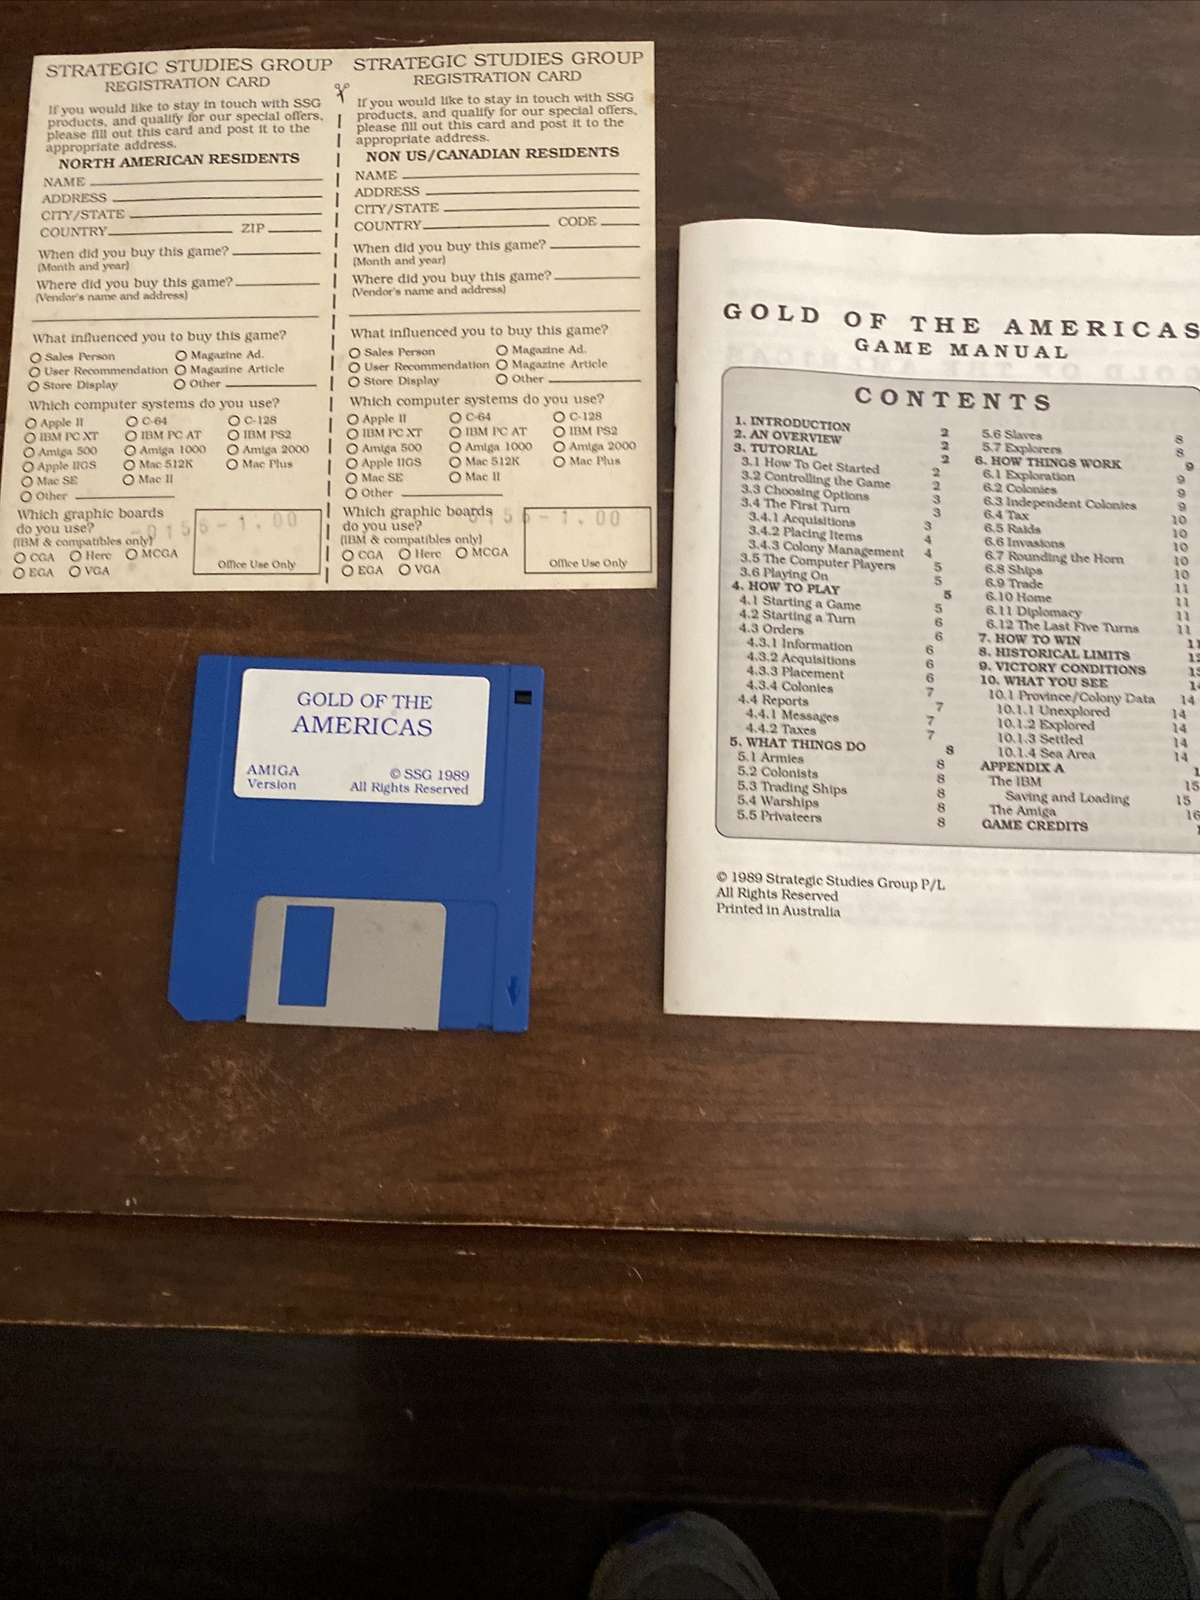 STRATEGIC STUDIES GROUP
REGISTRATION CARD
If you would like to stay in touch with SSG
products, and qualify for our special offers,
please fill out this card and post it to the
appropriate address.
NORTH AMERICAN RESIDENTS
NAME
ADDRESS
CITY/STATE
COUNTRY ZIP
When did you buy this game?
(Month and year)
Where did you buy this game?
(Vendor's name and address)
What influenced you to buy this game?
Sales Person Magazine Ad.
User Recommendation Magazine Article
Store Display Other
Which computer systems do you use?
Apple II C-64 C-128
IBM PC XT IBM PC AT IBM PS2
Amiga 500 Amiga 1000 Amiga 2000
Apple IIGS Mac 512K Mac Plus
Mac SE Mac II
Other
Which graphic boards
do you use?
(IBM & compatibles only)
CGA Herc MCGA
EGA VGA
-0156-1.00
Office Use Only
STRATEGIC STUDIES GROUP
REGISTRATION CARD
If you would like to stay in touch with SSG
products, and qualify for our special offers,
please fill out this card and post it to the
appropriate address.
NON US/CANADIAN RESIDENTS
NAME
ADDRESS
CITY/STATE
COUNTRY CODE
When did you buy this game?
(Month and year)
Where did you buy this game?
(Vendor's name and address)
What influenced you to buy this game?
Sales Person Magazine Ad.
User Recommendation Magazine Article
Store Display Other
Which computer systems do you use?
Apple II C-64 C-128
IBM PC XT IBM PC AT IBM PS2
Amiga 500 Amiga 1000 Amiga 2000
Apple IIGS Mac 512K Mac Plus
Mac SE Mac II
Other
Which graphic boards
do you use?
(IBM & compatibles only)
CGA Herc MCGA
EGA VGA
56-1.00
Office Use Only
GOLD OF THE
AMERICAS
AMIGA
Version
© SSG 1989
All Rights Reserved
GOLD OF THE AMERICAS
GAME MANUAL
CONTENTS
1. INTRODUCTION 2
2. AN OVERVIEW 2
3. TUTORIAL 2
3.1 How To Get Started 2
3.2 Controlling the Game 2
3.3 Choosing Options 3
3.4 The First Turn 3
3.4.1 Acquisitions 3
3.4.2 Placing Items 4
3.4.3 Colony Management 4
3.5 The Computer Players 5
3.6 Playing On 5
4. HOW TO PLAY 5
4.1 Starting a Game 5
4.2 Starting a Turn 6
4.3 Orders 6
4.3.1 Information 6
4.3.2 Acquisitions 6
4.3.3 Placement 6
4.3.4 Colonies 7
4.4 Reports 7
4.4.1 Messages 7
4.4.2 Taxes 7
5. WHAT THINGS DO 8
5.1 Armies 8
5.2 Colonists 8
5.3 Trading Ships 8
5.4 Warships 8
5.5 Privateers 8
5.6 Slaves 8
5.7 Explorers 8
6. HOW THINGS WORK 9
6.1 Exploration 9
6.2 Colonies 9
6.3 Independent Colonies 9
6.4 Tax 10
6.5 Raids 10
6.6 Invasions 10
6.7 Rounding the Horn 10
6.8 Ships 10
6.9 Trade 11
6.10 Home 11
6.11 Diplomacy 11
6.12 The Last Five Turns 11
7. HOW TO WIN
8. HISTORICAL LIMITS
9. VICTORY CONDITIONS
10. WHAT YOU SEE
10.1 Province/Colony Data 14
10.1.1 Unexplored 14
10.1.2 Explored 14
10.1.3 Settled 14
10.1.4 Sea Area 14
APPENDIX A
The IBM 15
Saving and Loading 15
The Amiga 16
GAME CREDITS
© 1989 Strategic Studies Group P/L
All Rights Reserved
Printed in Australia